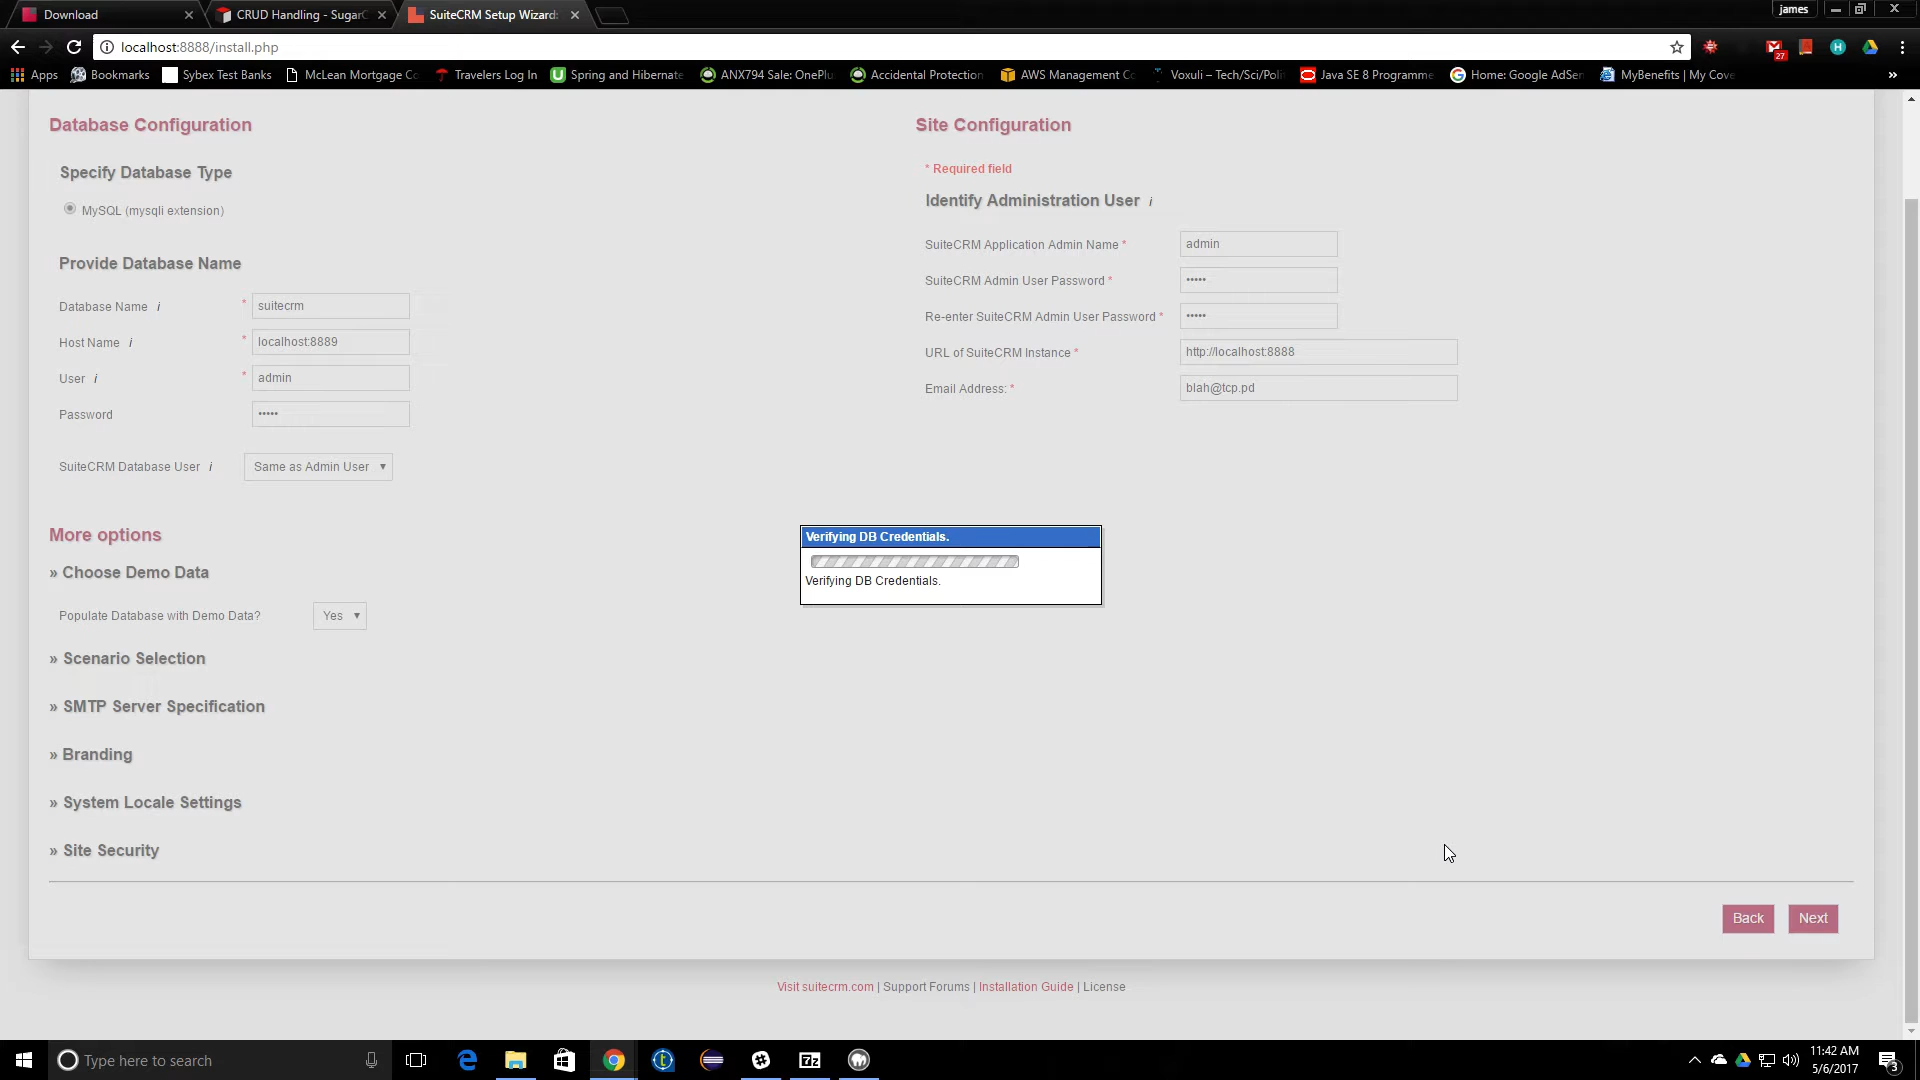 Download
CRUD Handling - SugarC
SuiteCRM Setup Wizard:
james
localhost:8888/install.php
27
Apps
Bookmarks
Sybex Test Banks
McLean Mortgage Co
Travelers Log In
Spring and Hibernate
ANX794 Sale: OnePlu
Accidental Protection
AWS Management Co
Voxuli – Tech/Sci/Polit
Java SE 8 Programme
Home: Google AdSen
MyBenefits | My Cove
»
Database Configuration
Specify Database Type
MySQL (mysqli extension)
Provide Database Name
Database Name i * suitecrm
Host Name i * localhost:8889
User i * admin
Password •••••
SuiteCRM Database User i Same as Admin User
Site Configuration
* Required field
Identify Administration User i
SuiteCRM Application Admin Name * admin
SuiteCRM Admin User Password * •••••
Re-enter SuiteCRM Admin User Password * •••••
URL of SuiteCRM Instance * http://localhost:8888
Email Address: * blah@tcp.pd
More options
» Choose Demo Data
Populate Database with Demo Data? Yes
» Scenario Selection
» SMTP Server Specification
» Branding
» System Locale Settings
» Site Security
Verifying DB Credentials.
Verifying DB Credentials.
Back Next
Visit suitecrm.com | Support Forums | Installation Guide | License
Type here to search
7z
11:42 AM
5/6/2017
3